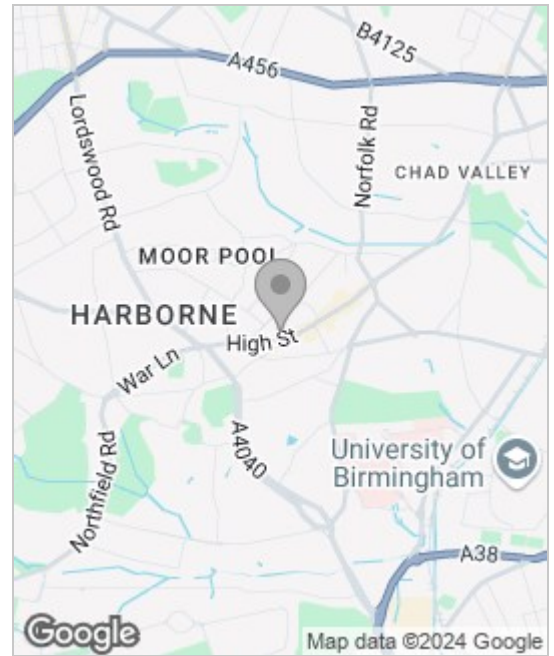 B4125
A456
Lordswood Rd
Norfolk Rd
CHAD VALLEY
MOOR POOL
HARBORNE
High St
War Ln
A4040
Northfield Rd
University of
Birmingham
A38
Google
Map data ©2024 Google